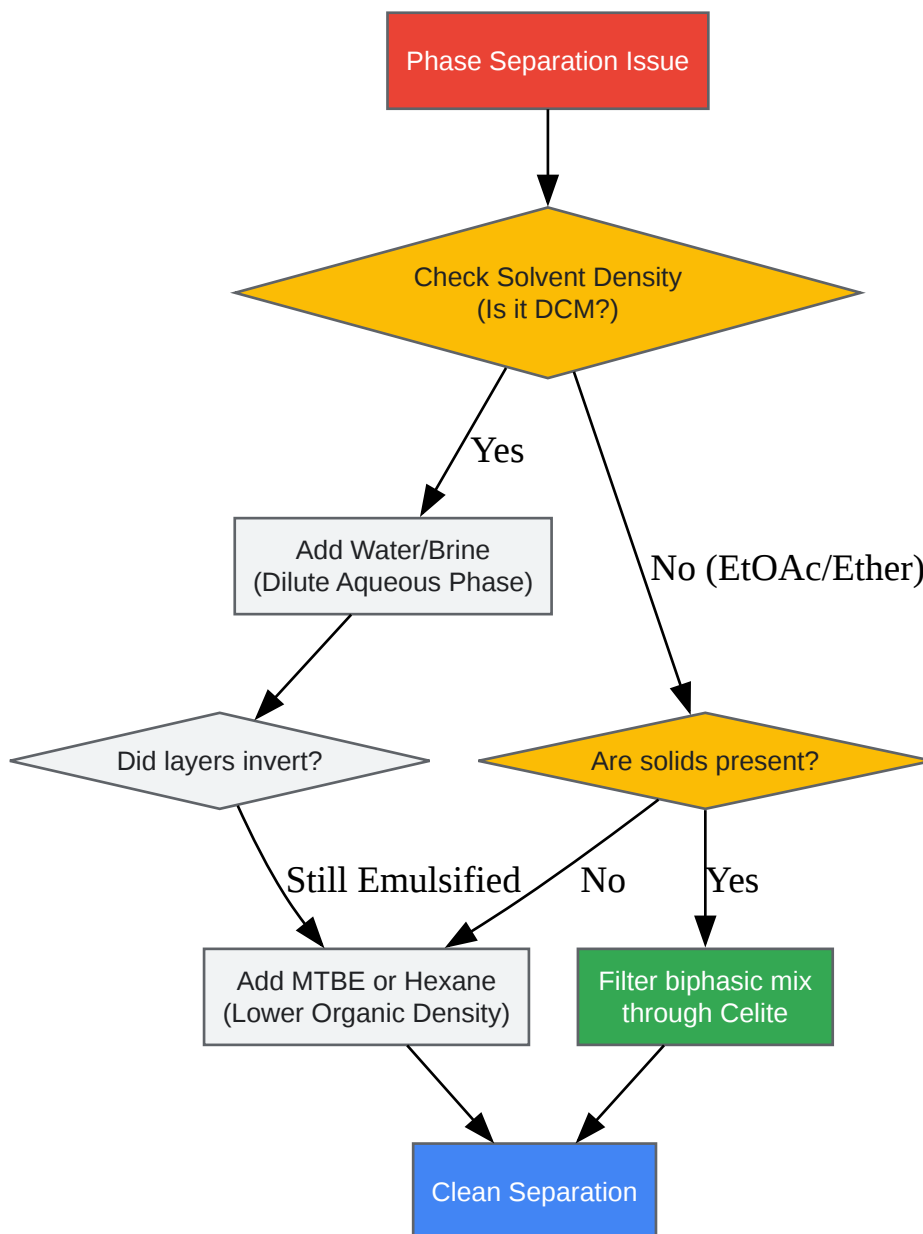 Phase Separation Issue
Check Solvent Density
(Is it DCM?)
Yes
Add Water/Brine
(Dilute Aqueous Phase)
No (EtOAc/Ether)
Did layers invert?
Are solids present?
Still Emulsified
No
Yes
Add MTBE or Hexane
(Lower Organic Density)
Filter biphasic mix
through Celite
Clean Separation